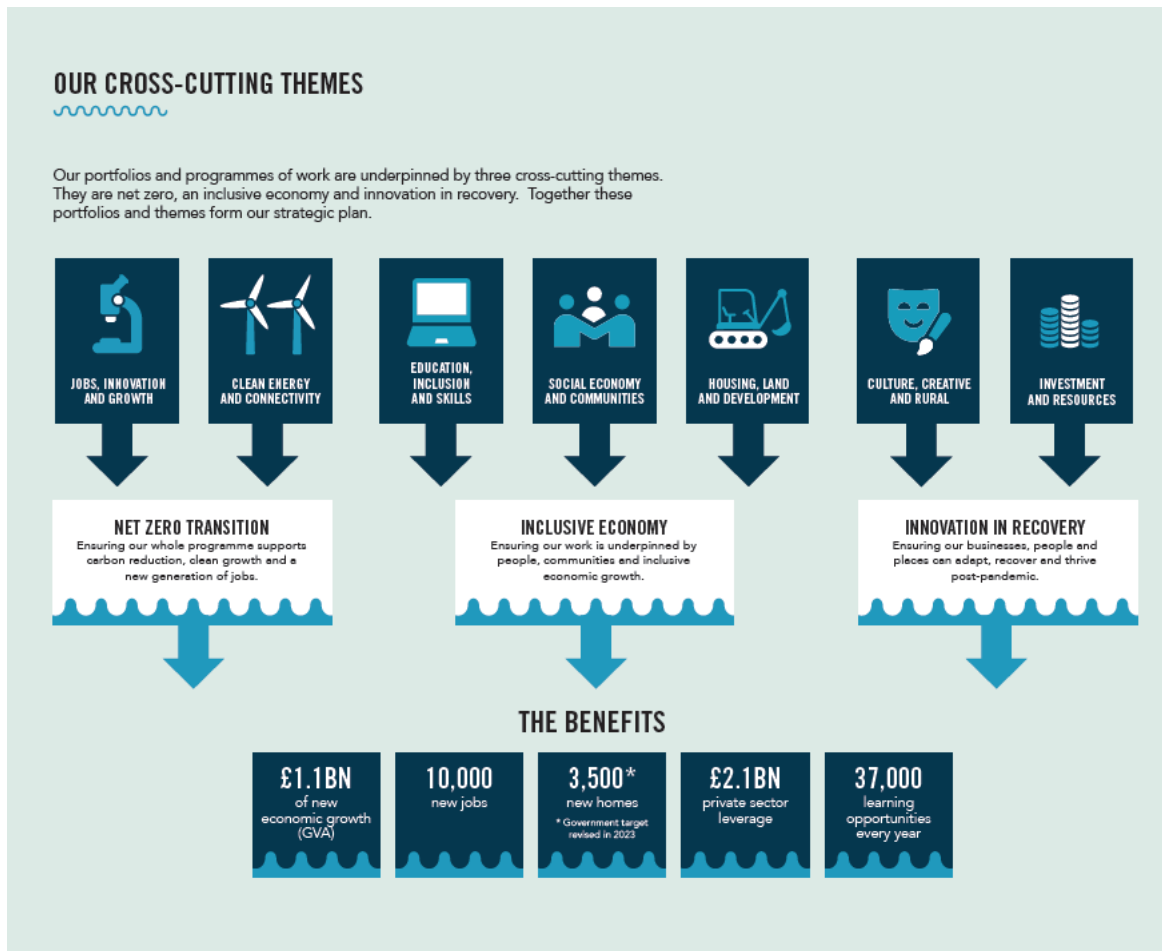 OUR CROSS-CUTTING THEMES
Our portfolios and programmes of work are underpinned by three cross-cutting themes.
They are net zero, an inclusive economy and innovation in recovery.  Together these
portfolios and themes form our strategic plan.
JOBS, INNOVATION
AND GROWTH
CLEAN ENERGY
AND CONNECTIVITY
EDUCATION,
INCLUSION
AND SKILLS
SOCIAL ECONOMY
AND COMMUNITIES
HOUSING, LAND
AND DEVELOPMENT
CULTURE, CREATIVE
AND RURAL
INVESTMENT
AND RESOURCES
NET ZERO TRANSITION
Ensuring our whole programme supports
carbon reduction, clean growth and a
new generation of jobs.
INCLUSIVE ECONOMY
Ensuring our work is underpinned by
people, communities and inclusive
economic growth.
INNOVATION IN RECOVERY
Ensuring our businesses, people and
places can adapt, recover and thrive
post-pandemic.
THE BENEFITS
£1.1BN
of new
economic growth
(GVA)
10,000
new jobs
3,500*
new homes
* Government target
revised in 2023
£2.1BN
private sector
leverage
37,000
learning
opportunities
every year